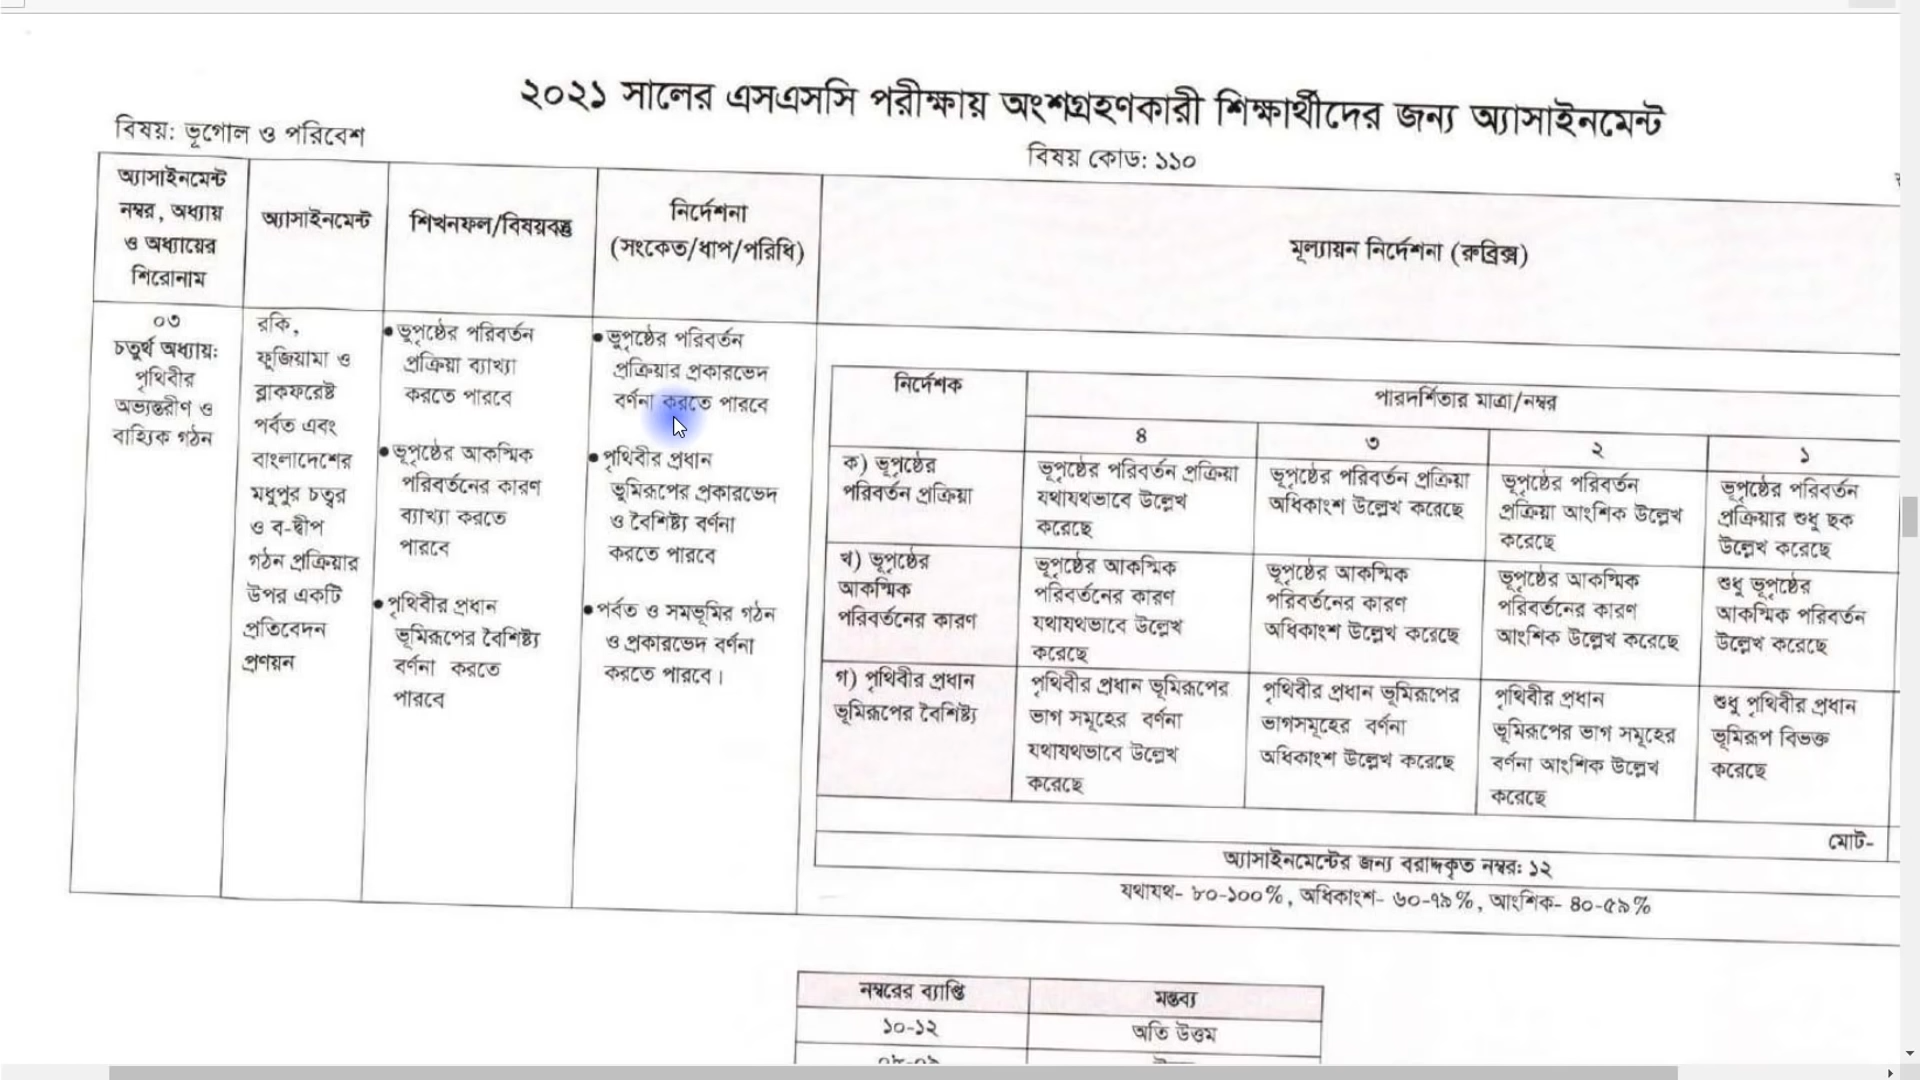 ২০২১ সালের এসএসসি পরীক্ষায় অংশগ্রহণকারী শিক্ষার্থীদের জন্য অ্যাসাইনমেন্ট
বিষয়: ভূগোল ও পরিবেশ
বিষয় কোড: ১১০
অ্যাসাইনমেন্ট
নম্বর, অধ্যায়
ও অধ্যায়ের
শিরোনাম
অ্যাসাইনমেন্ট
শিখনফল/বিষয়বস্তু
নির্দেশনা
(সংকেত/ধাপ/পরিধি)
মূল্যায়ন নির্দেশনা (রুব্রিক্স)
০৩
চতুর্থ অধ্যায়:
পৃথিবীর
অভ্যন্তরীণ ও
বাহ্যিক গঠন
রকি,
ফুজিয়ামা ও
ব্লাকফরেষ্ট
পর্বত এবং
বাংলাদেশের
মধুপুর চত্বর
ও ব-দ্বীপ
গঠন প্রক্রিয়ার
উপর একটি
প্রতিবেদন
প্রণয়ন
●ভূপৃষ্ঠের পরিবর্তন
প্রক্রিয়া ব্যাখ্যা
করতে পারবে
●ভূপৃষ্ঠের আকস্মিক
পরিবর্তনের কারণ
ব্যাখ্যা করতে
পারবে
●পৃথিবীর প্রধান
ভূমিরূপের বৈশিষ্ট্য
বর্ণনা করতে
পারবে
●ভুপৃষ্ঠের পরিবর্তন
প্রক্রিয়ার প্রকারভেদ
বর্ণনা করতে পারবে
●পৃথিবীর প্রধান
ভূমিরূপের প্রকারভেদ
ও বৈশিষ্ট্য বর্ণনা
করতে পারবে
●পর্বত ও সমভূমির গঠন
ও প্রকারভেদ বর্ণনা
করতে পারবে।
নির্দেশক
পারদর্শিতার মাত্রা/নম্বর
৪
৩
২
১
ক) ভূপৃষ্ঠের
পরিবর্তন প্রক্রিয়া
ভূপৃষ্ঠের পরিবর্তন প্রক্রিয়া
যথাযথভাবে উল্লেখ
করেছে
ভূপৃষ্ঠের পরিবর্তন প্রক্রিয়া
অধিকাংশ উল্লেখ করেছে
ভূপৃষ্ঠের পরিবর্তন
প্রক্রিয়া আংশিক উল্লেখ
করেছে
ভূপৃষ্ঠের পরিবর্তন
প্রক্রিয়ার শুধু ছক
উল্লেখ করেছে
খ) ভূপৃষ্ঠের
আকস্মিক
পরিবর্তনের কারণ
ভূপৃষ্ঠের আকস্মিক
পরিবর্তনের কারণ
যথাযথভাবে উল্লেখ
করেছে
ভূপৃষ্ঠের আকস্মিক
পরিবর্তনের কারণ
অধিকাংশ উল্লেখ করেছে
ভূপৃষ্ঠের আকস্মিক
পরিবর্তনের কারণ
আংশিক উল্লেখ করেছে
শুধু ভূপৃষ্ঠের
আকস্মিক পরিবর্তন
উল্লেখ করেছে
গ) পৃথিবীর প্রধান
ভূমিরূপের বৈশিষ্ট্য
পৃথিবীর প্রধান ভূমিরূপের
ভাগ সমূহের বর্ণনা
যথাযথভাবে উল্লেখ
করেছে
পৃথিবীর প্রধান ভূমিরূপের
ভাগসমূহের বর্ণনা
অধিকাংশ উল্লেখ করেছে
পৃথিবীর প্রধান
ভূমিরূপের ভাগ সমূহের
বর্ণনা আংশিক উল্লেখ
করেছে
শুধু পৃথিবীর প্রধান
ভূমিরূপ বিভক্ত
করেছে
মোট-
অ্যাসাইনমেন্টের জন্য বরাদ্দকৃত নম্বর: ১২
যথাযথ- ৮০-১০০%, অধিকাংশ- ৬০-৭৯%, আংশিক- ৪০-৫৯%
নম্বরের ব্যাপ্তি
মন্তব্য
১০-১২
অতি উত্তম